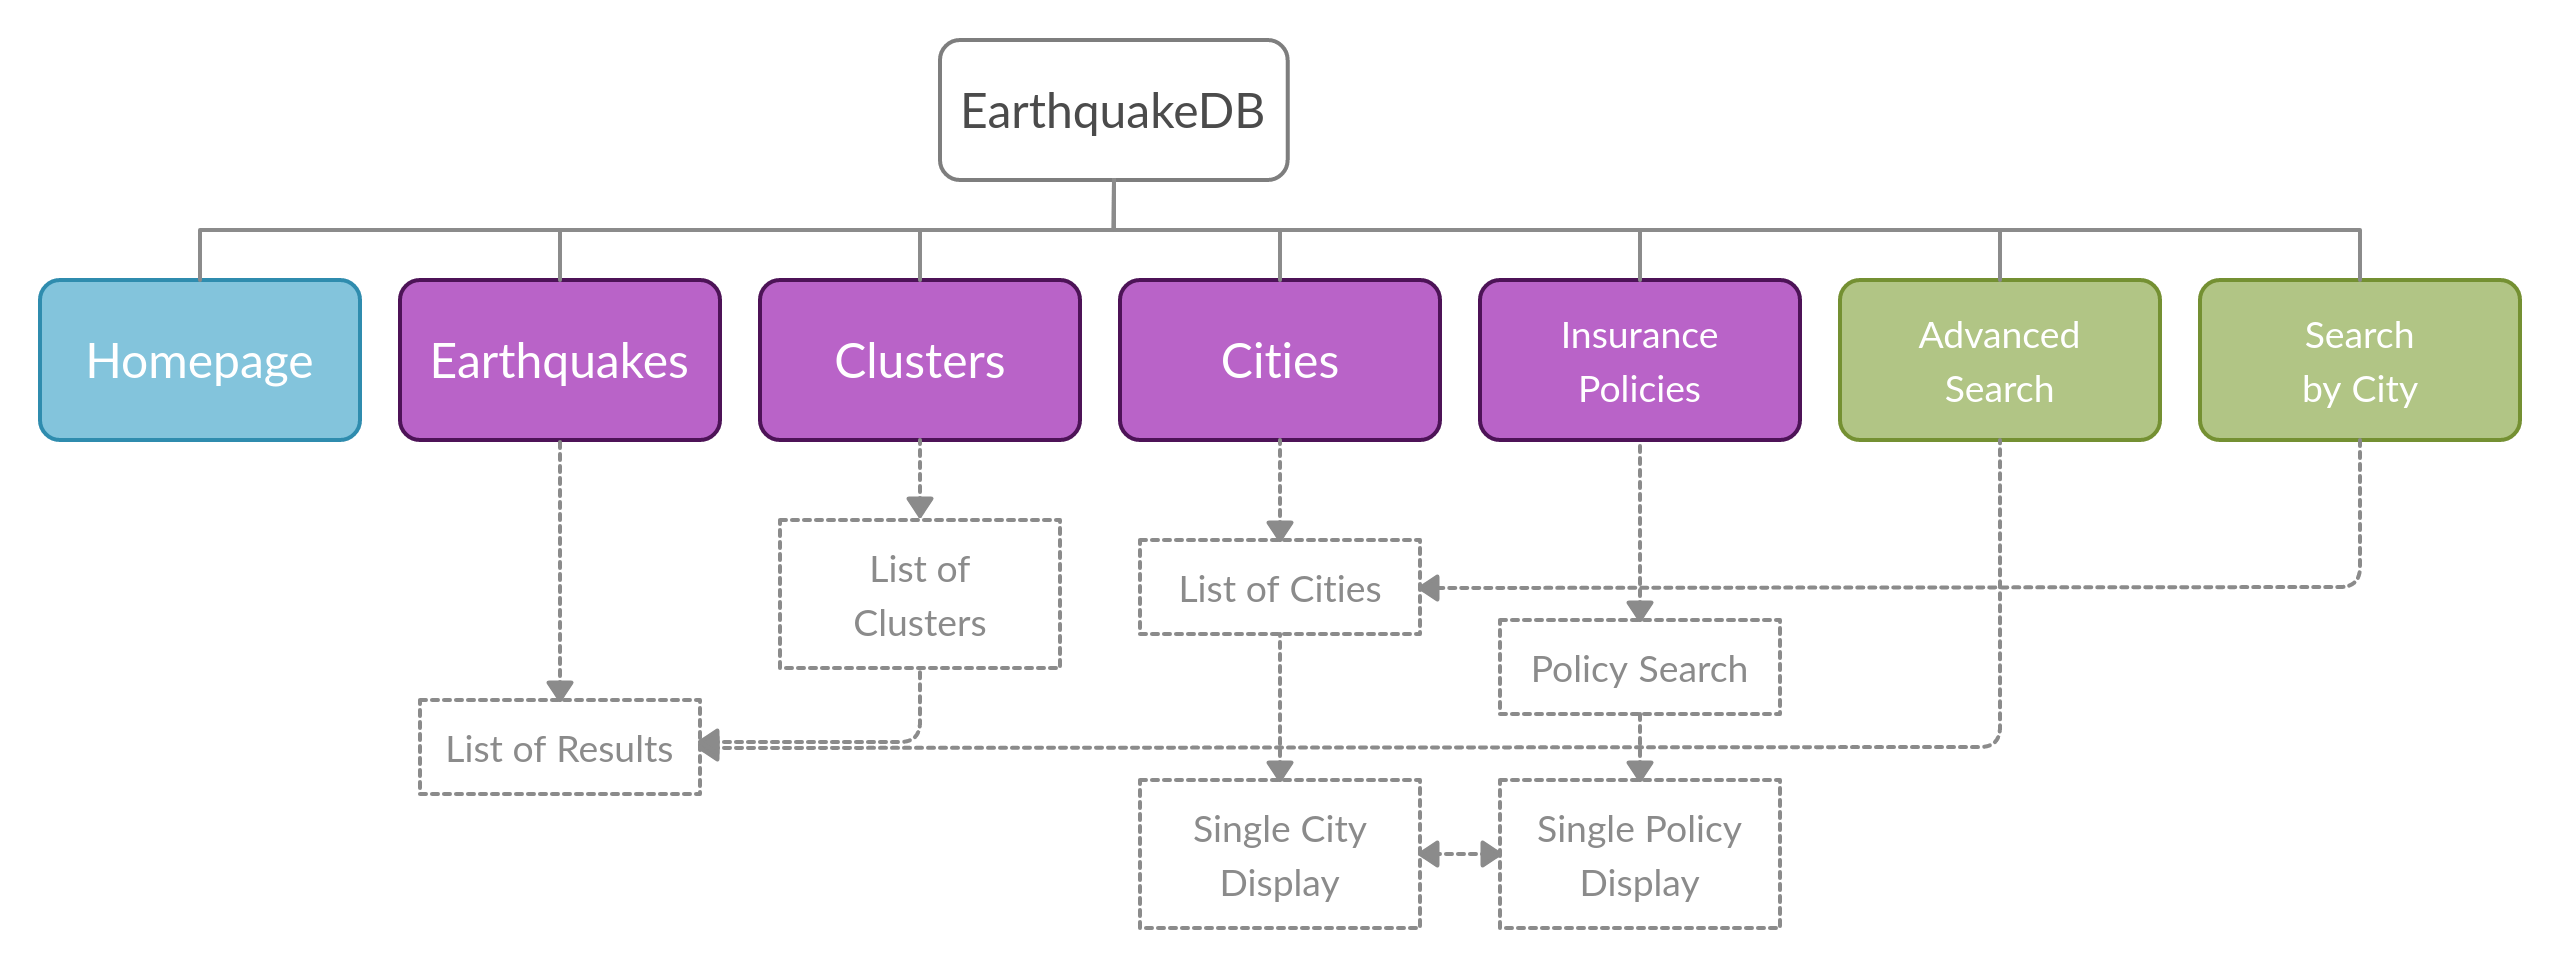 EarthquakeDB
Homepage
Earthquakes
Clusters
Cities
Insurance
Policies
Advanced
Search
Search
by City
List of
Clusters
List of Cities
Policy Search
List of Results
Single City
Display
Single Policy
Display